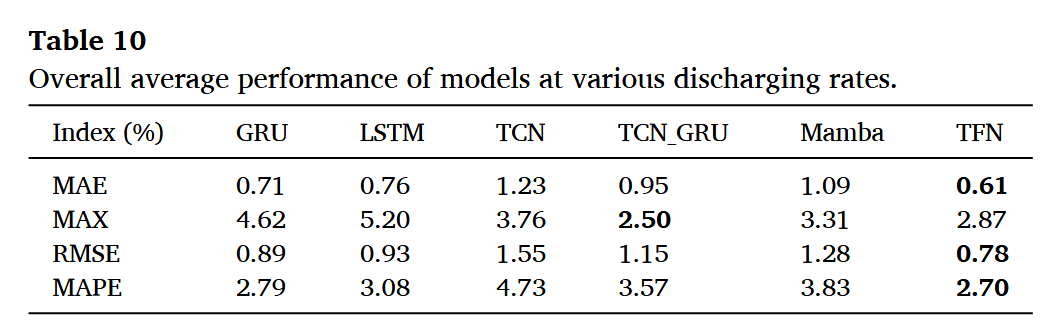 Table 10
Overall average performance of models at various discharging rates.
Index (%) GRU LSTM TCN TCN_GRU Mamba TFN
MAE 0.71 0.76 1.23 0.95 1.09 0.61
MAX 4.62 5.20 3.76 2.50 3.31 2.87
RMSE 0.89 0.93 1.55 1.15 1.28 0.78
MAPE 2.79 3.08 4.73 3.57 3.83 2.70